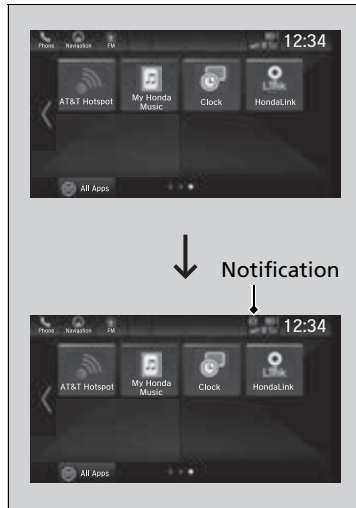 Phone Navigation FM 12:34
AT&T Hotspot My Honda Music Clock HondaLink
All Apps
Notification
Phone Navigation FM 12:34
AT&T Hotspot My Honda Music Clock HondaLink
All Apps